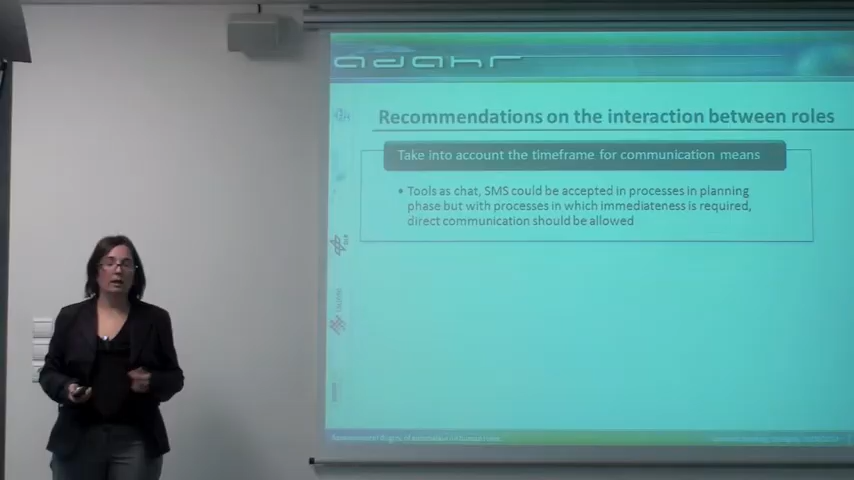 adahr
Recommendations on the interaction between roles
Take into account the timeframe for communication means
• Tools as chat, SMS could be accepted in processes in planning
phase but with processes in which immediateness is required,
direct communication should be allowed